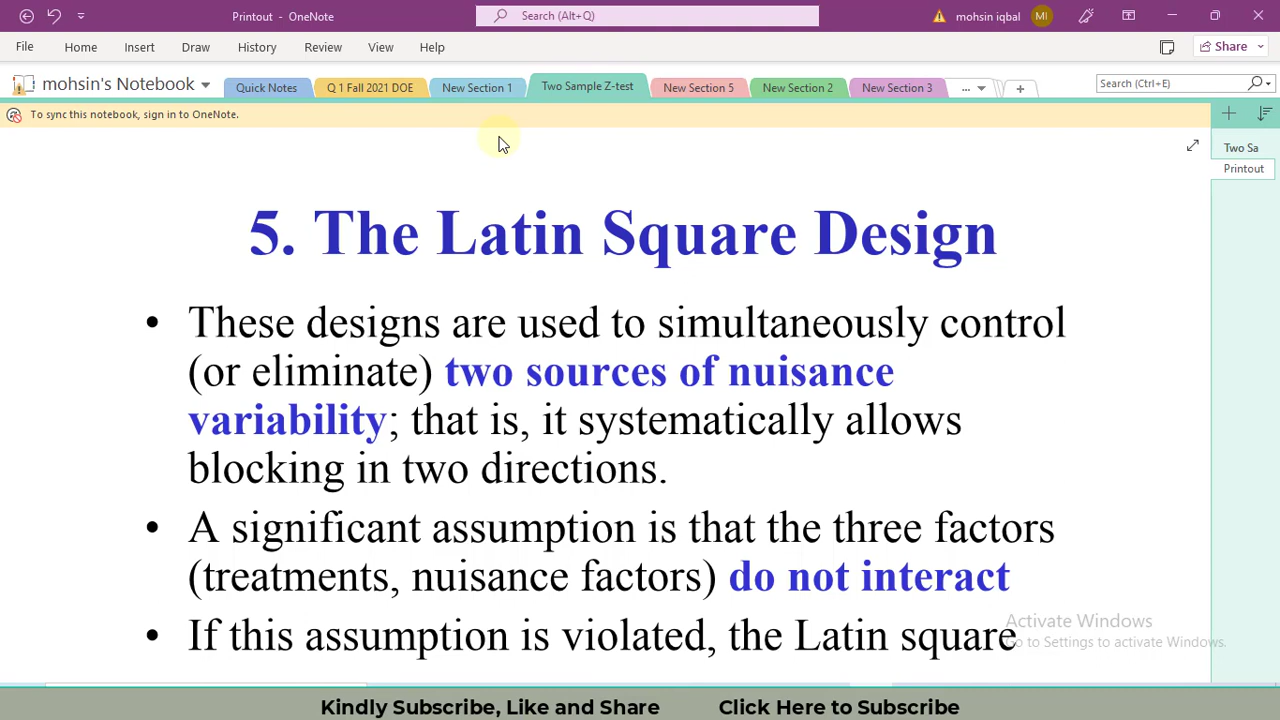 Printout - OneNote
Search (Alt+Q)
mohsin iqbal
MI
File Home Insert Draw History Review View Help
Share
mohsin's Notebook
Quick Notes
Q 1 Fall 2021 DOE
New Section 1
Two Sample Z-test
New Section 5
New Section 2
New Section 3
...
Search (Ctrl+E)
To sync this notebook, sign in to OneNote.
Two Sa
Printout
5. The Latin Square Design
• These designs are used to simultaneously control
(or eliminate) two sources of nuisance
variability; that is, it systematically allows
blocking in two directions.
• A significant assumption is that the three factors
(treatments, nuisance factors) do not interact
• If this assumption is violated, the Latin square
Activate Windows
Go to Settings to activate Windows.
Kindly Subscribe, Like and Share
Click Here to Subscribe